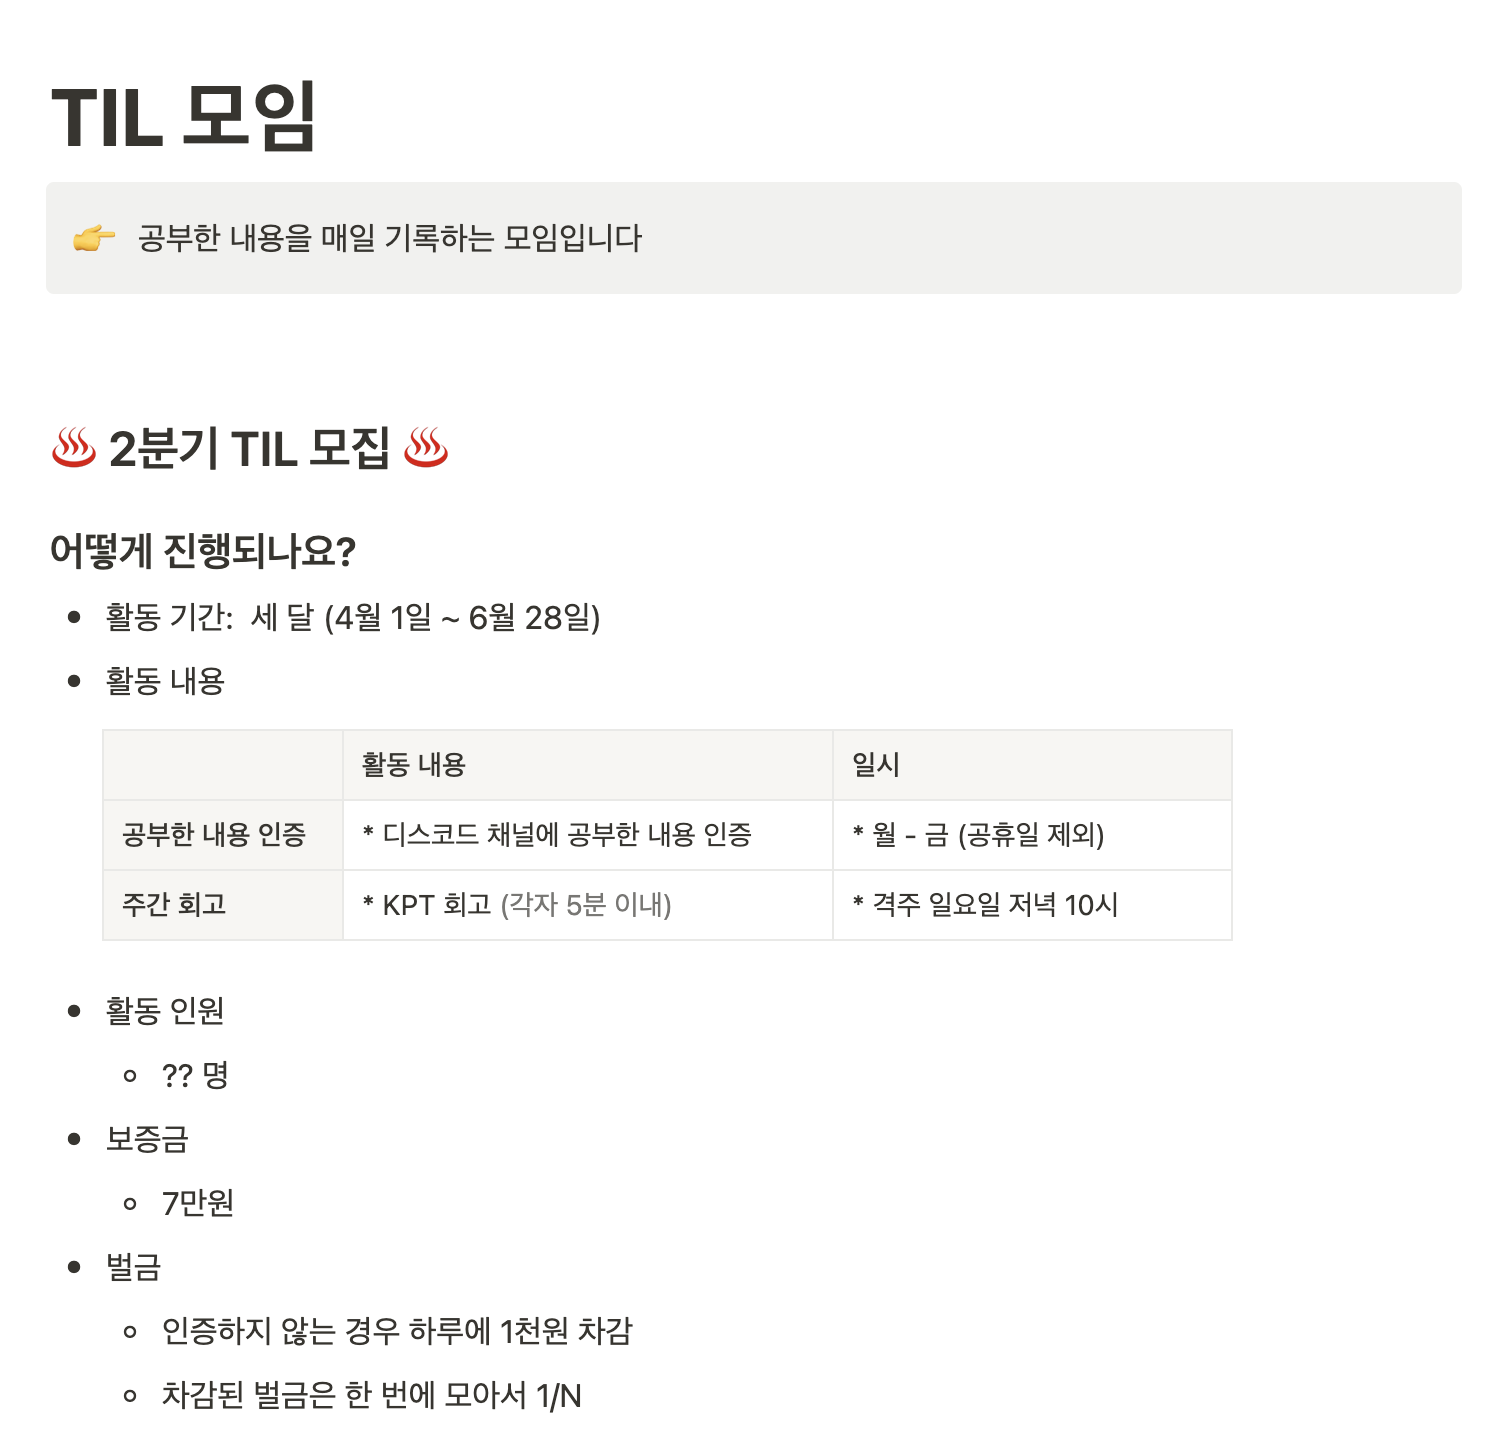 TIL 모임
👉 공부한 내용을 매일 기록하는 모임입니다
♨️ 2분기 TIL 모집 ♨️
어떻게 진행되나요?
• 활동 기간:  세 달 (4월 1일 ~ 6월 28일)
• 활동 내용
활동 내용 일시
공부한 내용 인증 * 디스코드 채널에 공부한 내용 인증 * 월 - 금 (공휴일 제외)
주간 회고 * KPT 회고 (각자 5분 이내) * 격주 일요일 저녁 10시
• 활동 인원
◦ ?? 명
• 보증금
◦ 7만원
• 벌금
◦ 인증하지 않는 경우 하루에 1천원 차감
◦ 차감된 벌금은 한 번에 모아서 1/N